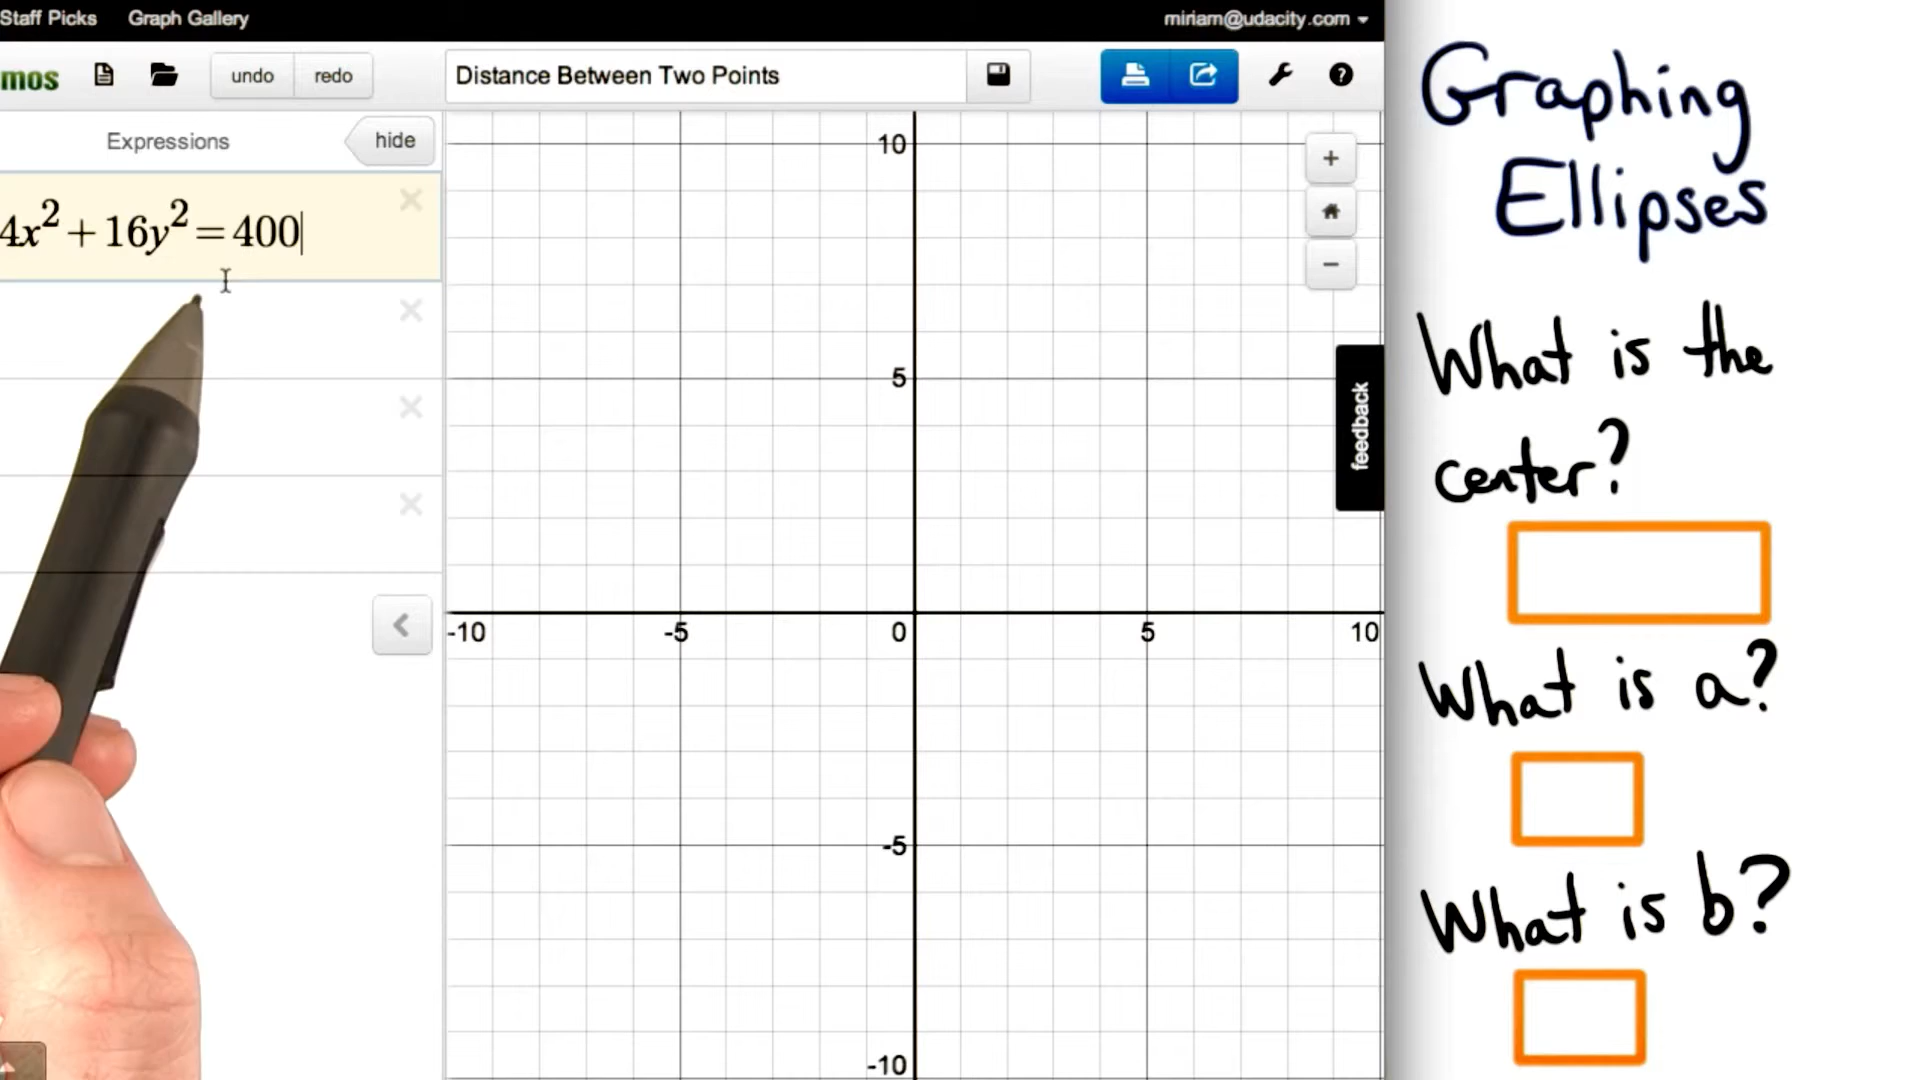 Staff Picks Graph Gallery miriam@udacity.com
mos undo redo Distance Between Two Points
Expressions hide
4x² + 16y² = 400
10
5
-10 -5 0 5 10
-5
-10
feedback
Graphing
Ellipses
What is the
center?
What is a?
What is b?